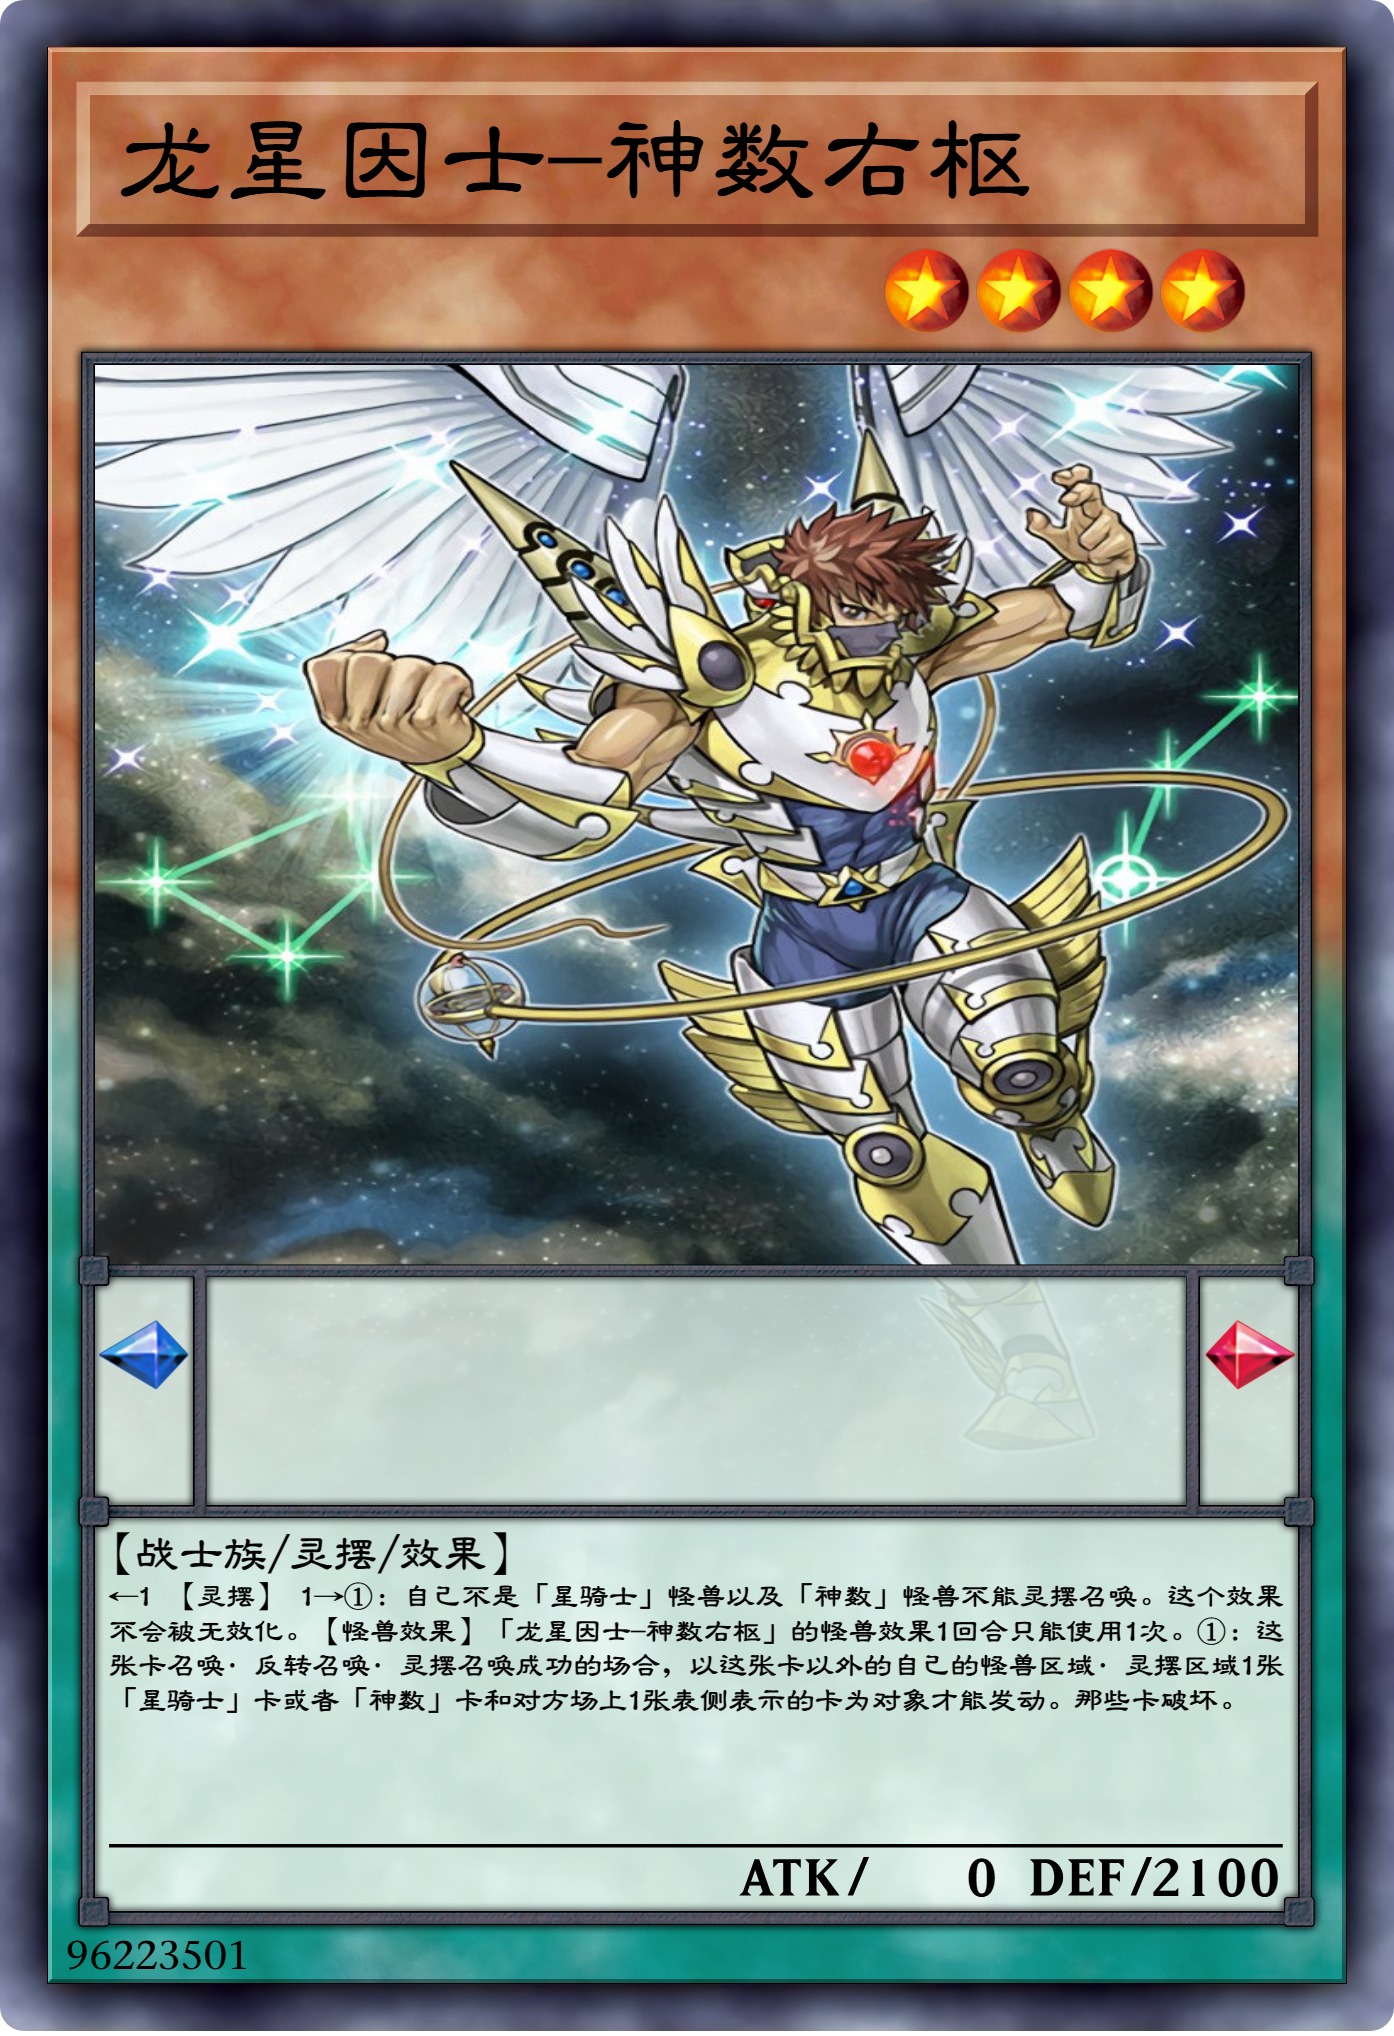 龙星因士-神数右枢
【战士族/灵摆/效果】
←1 【灵摆】 1→①：自己不是「星骑士」怪兽以及「神数」怪兽不能灵摆召唤。这个效果
不会被无效化。【怪兽效果】「龙星因士-神数右枢」的怪兽效果1回合只能使用1次。①：这
张卡召唤·反转召唤·灵摆召唤成功的场合，以这张卡以外的自己的怪兽区域·灵摆区域1张
「星骑士」卡或者「神数」卡和对方场上1张表侧表示的卡为对象才能发动。那些卡破坏。
ATK/ 0 DEF/2100
96223501